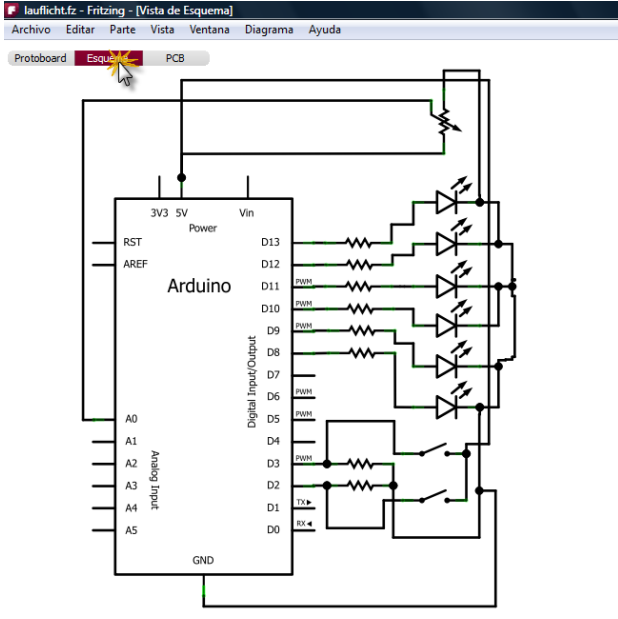 lauflicht.fz - Fritzing - [Vista de Esquema]
Archivo Editar Parte Vista Ventana Diagrama Ayuda
Protoboard Esquema PCB
3V3 5V Vin
Power
RST D13
AREF D12
Arduino
D11 PWM
D10 PWM
D9 PWM
D8
D7
D6 PWM
Digital Input/Output
A0 D5 PWM
A1 D4
A2 D3 PWM
A3 D2
Analog Input
A4 D1 TX
A5 D0 RX
GND